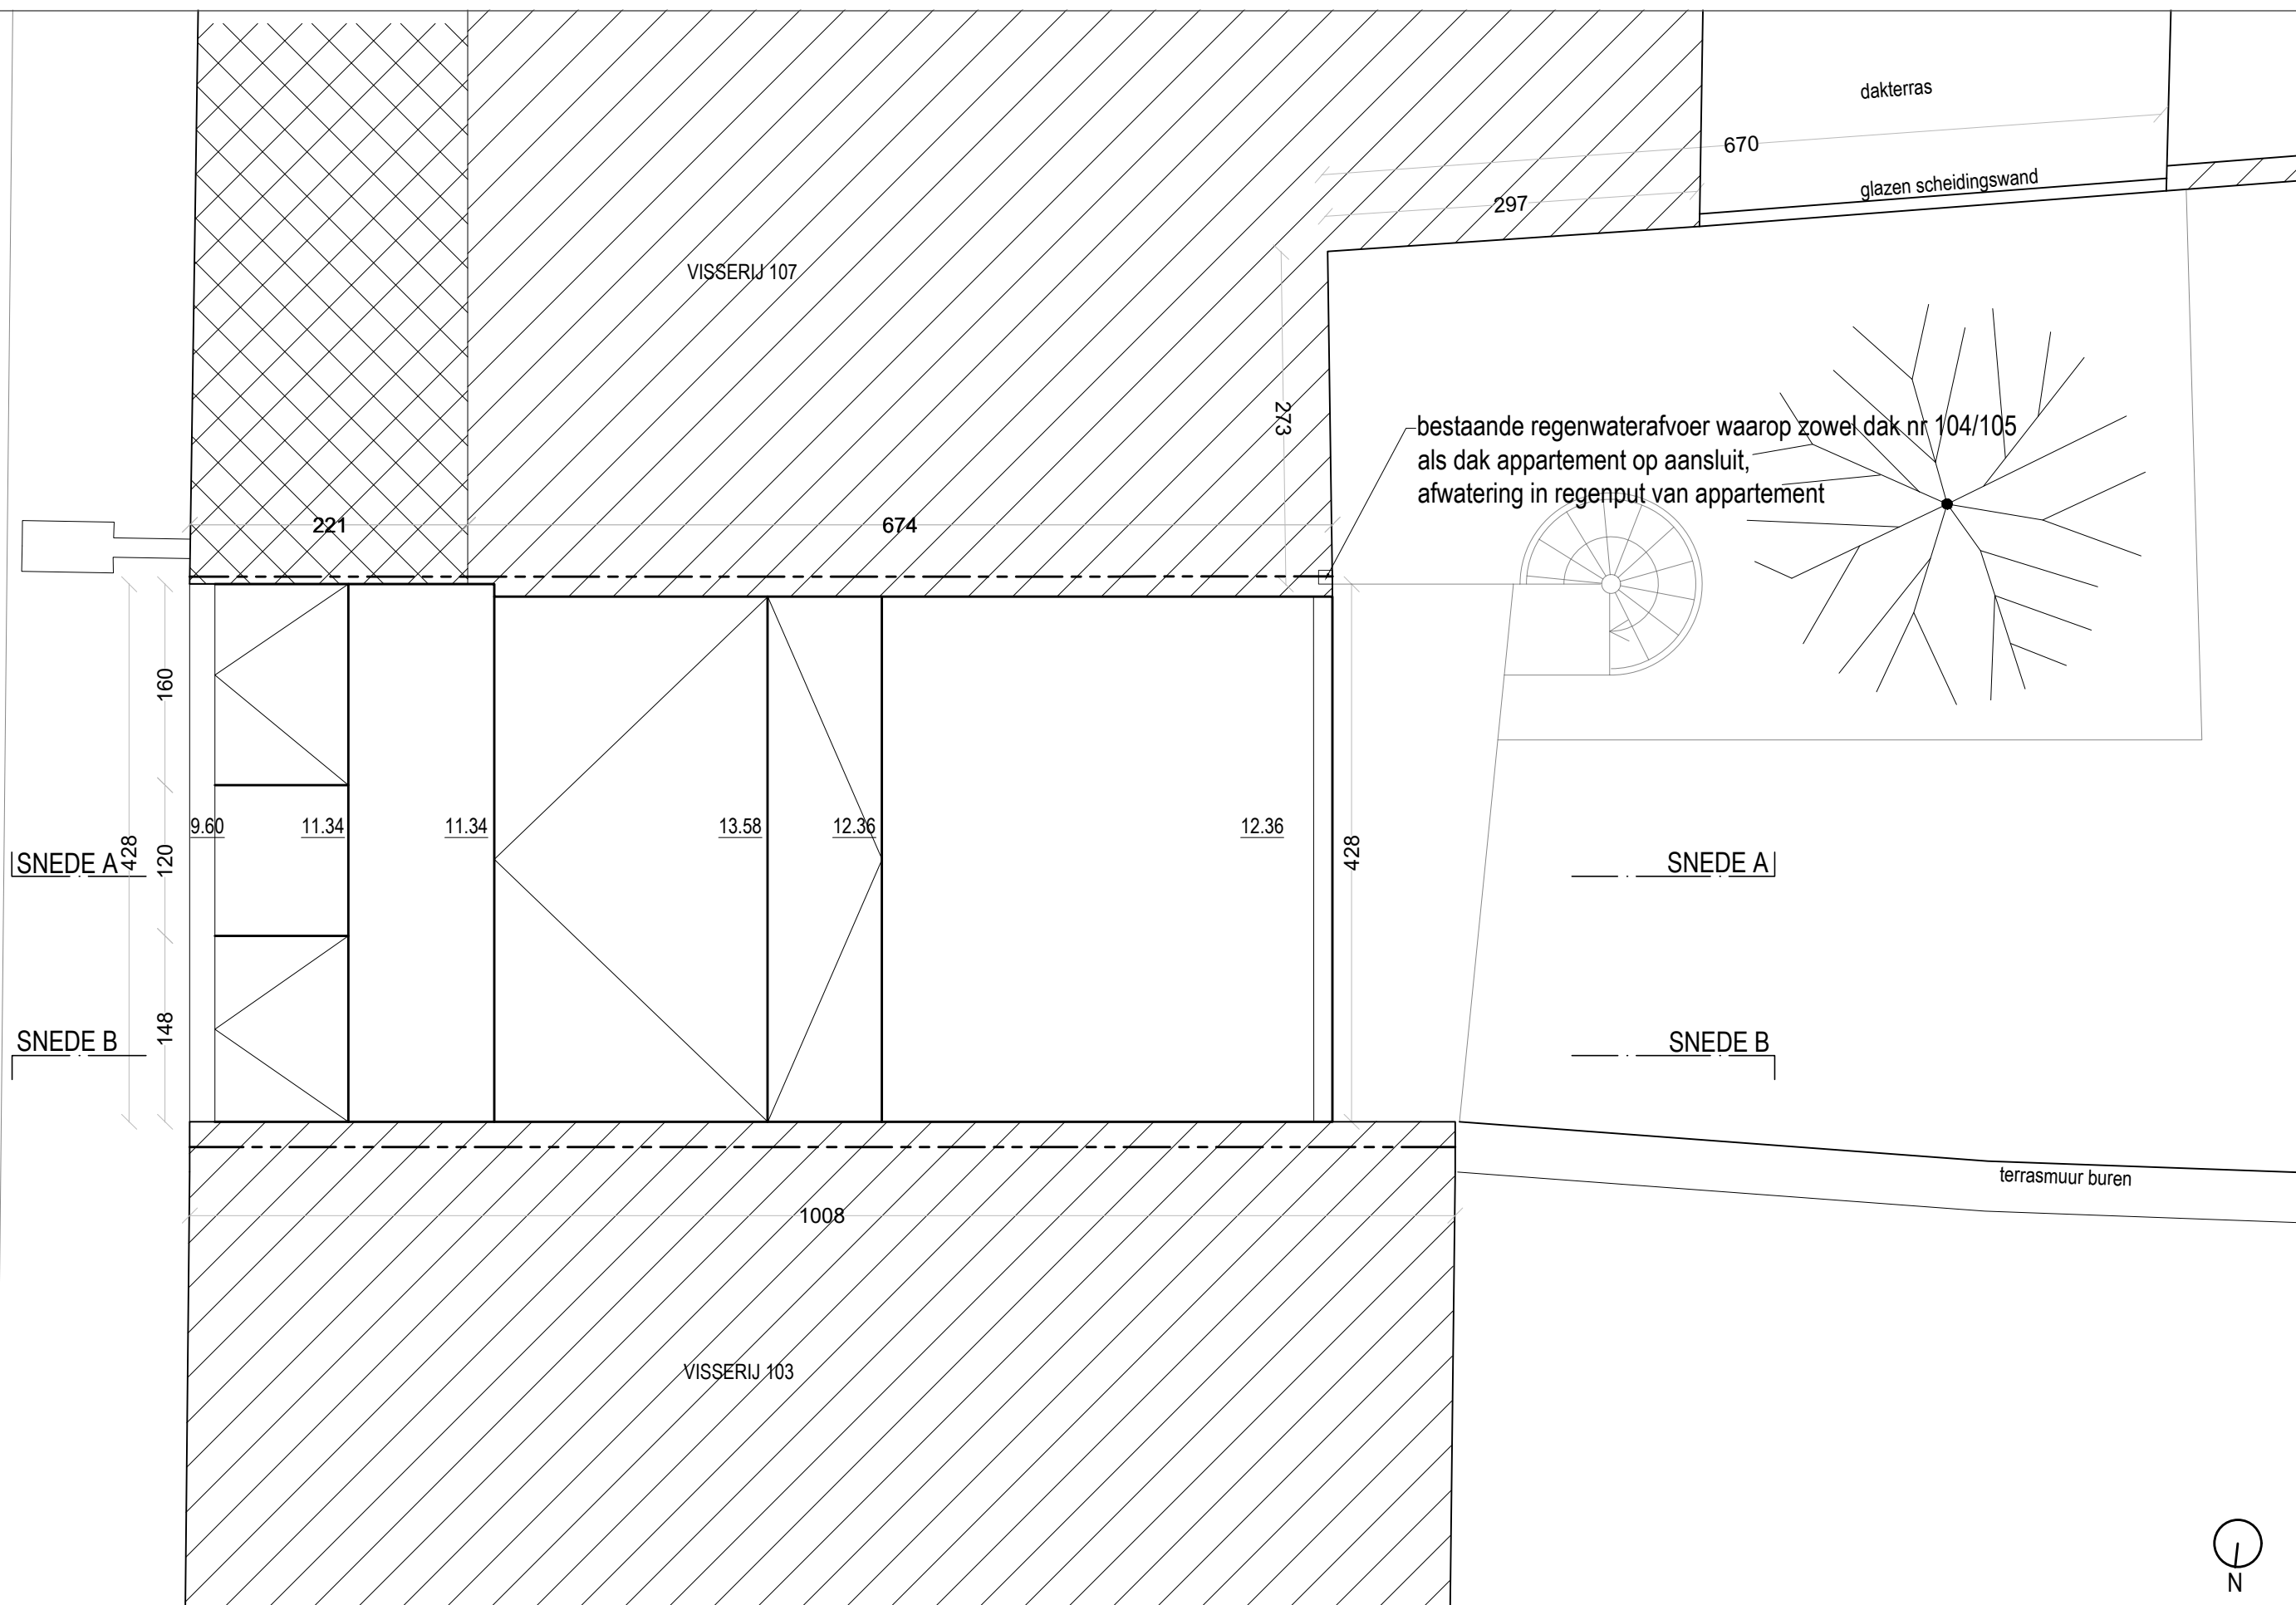 dakterras
670
glazen scheidingswand
297
VISSERIJ 107
273
bestaande regenwaterafvoer waarop zowel dak nr 104/105
als dak appartement op aansluit,
afwatering in regenput van appartement
221
674
160
9.60
11.34
11.34
13.58
12.36
12.36
428
120
428
SNEDE A
SNEDE A
148
SNEDE B
SNEDE B
terrasmuur buren
1008
VISSERIJ 103
N